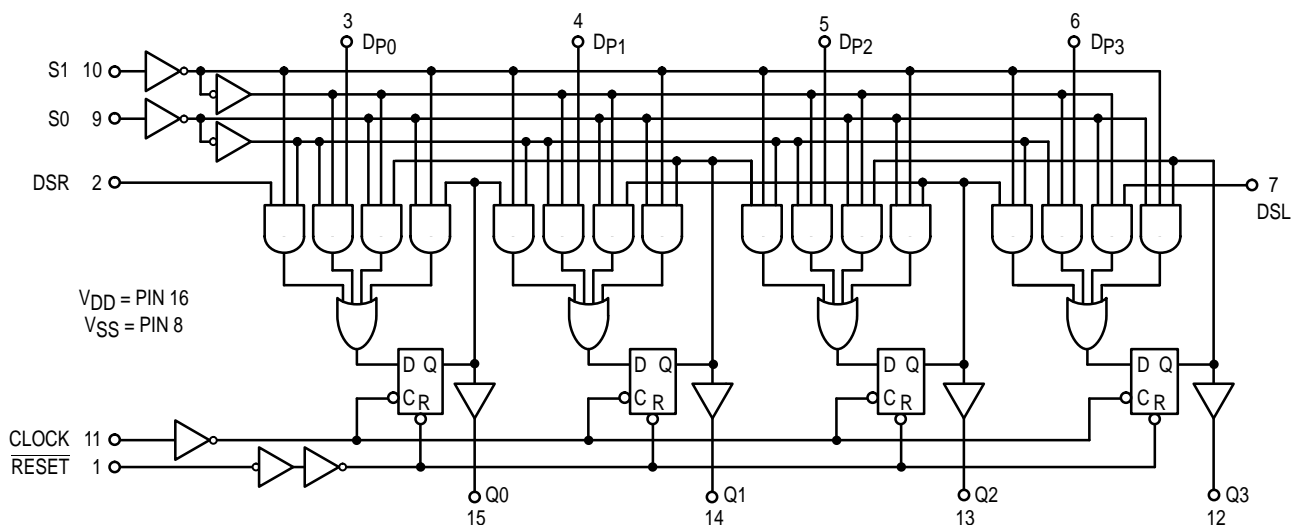 3 4 5 6
DP0 DP1 DP2 DP3
S1 10
S0 9
DSR 2
7
DSL
VDD = PIN 16
VSS = PIN 8
D Q D Q D Q D Q
C R C R C R C R
CLOCK 11
RESET 1
Q0 Q1 Q2 Q3
15 14 13 12